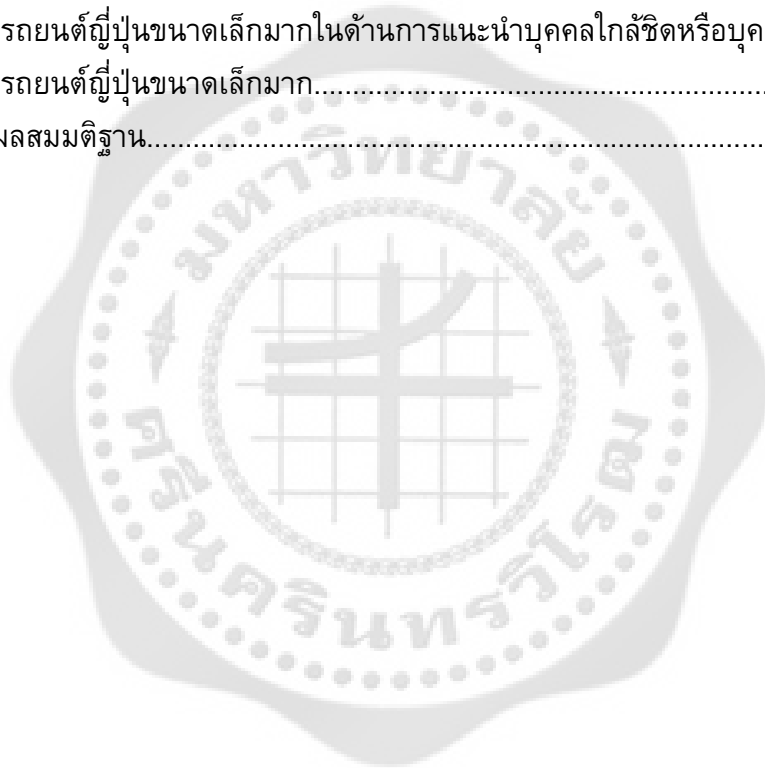 รถยนต์ญี่ปุ่นขนาดเล็กมากในด้านการแนะนำบุคคลใกล้ชิดหรือบุค
รถยนต์ญี่ปุ่นขนาดเล็กมาก............................................................
ผลสมมติฐาน................................................................................
มหาวิทยาลัย
ศรีนครินทรวิโรฒ